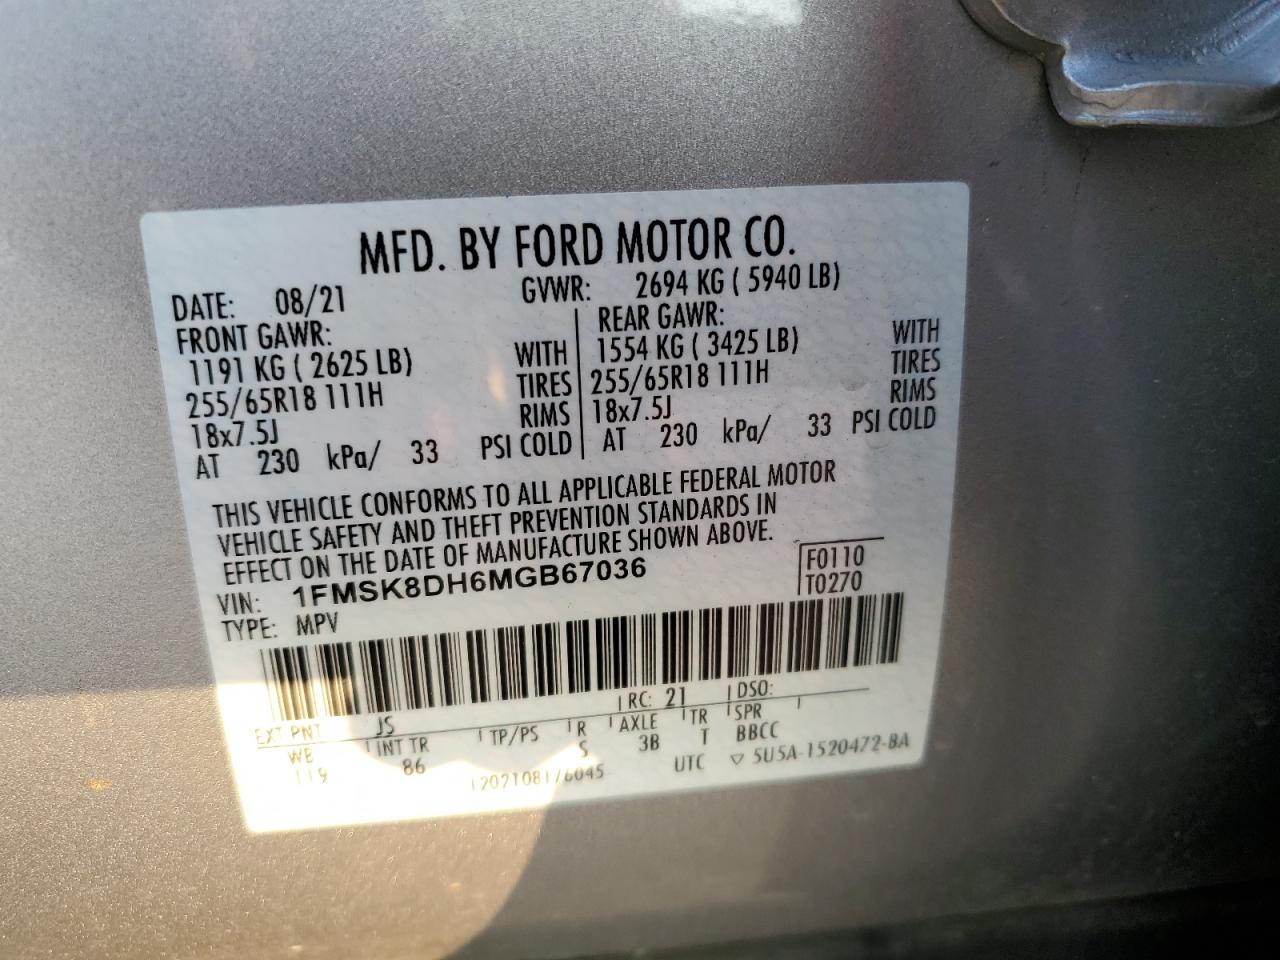 MFD. BY FORD MOTOR CO.
DATE: 08/21 GVWR: 2694 KG ( 5940 LB)
FRONT GAWR: REAR GAWR:
1191 KG ( 2625 LB) WITH 1554 KG ( 3425 LB) WITH
255/65R18 111H TIRES 255/65R18 111H TIRES
18x7.5J RIMS 18x7.5J RIMS
AT 230 kPa/ 33 PSI COLD AT 230 kPa/ 33 PSI COLD
THIS VEHICLE CONFORMS TO ALL APPLICABLE FEDERAL MOTOR
VEHICLE SAFETY AND THEFT PREVENTION STANDARDS IN
EFFECT ON THE DATE OF MANUFACTURE SHOWN ABOVE.
VIN: 1FMSK8DH6MGB67036 F0110
TYPE: MPV T0270
EXT PNT JS RC: 21 DSO:
WB INT TR TP/PS R AXLE TR SPR
119 86 S 3B T BBCC
UTC ▽ 5U5A-1520472-BA